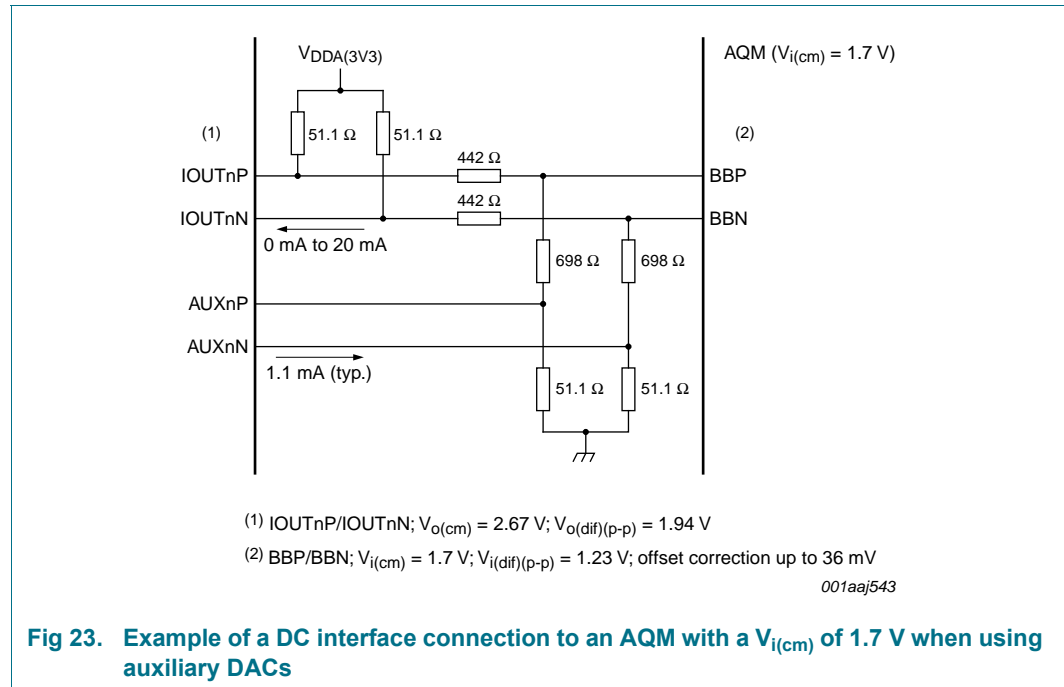 VDDA(3V3)
AQM (Vi(cm) = 1.7 V)
(1)
51.1 Ω
51.1 Ω
(2)
442 Ω
IOUTnP
BBP
442 Ω
IOUTnN
BBN
0 mA to 20 mA
698 Ω
698 Ω
AUXnP
AUXnN
1.1 mA (typ.)
51.1 Ω
51.1 Ω
(1) IOUTnP/IOUTnN; Vo(cm) = 2.67 V; Vo(dif)(p-p) = 1.94 V
(2) BBP/BBN; Vi(cm) = 1.7 V; Vi(dif)(p-p) = 1.23 V; offset correction up to 36 mV
001aaj543
Fig 23. Example of a DC interface connection to an AQM with a Vi(cm) of 1.7 V when using
auxiliary DACs